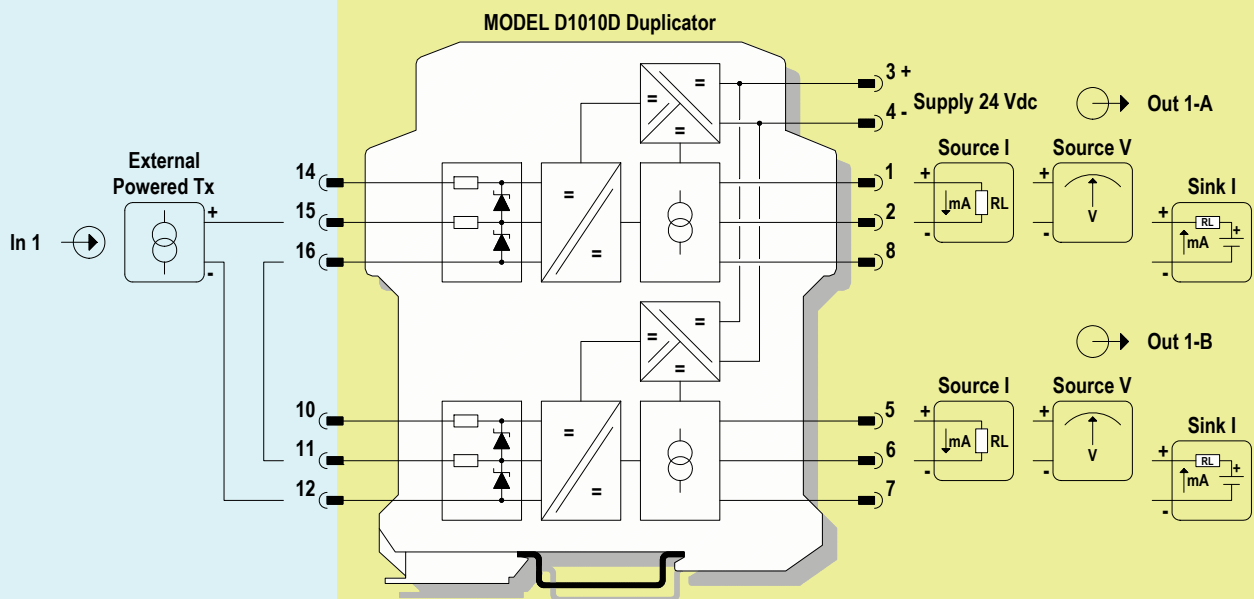 MODEL D1010D Duplicator
External
Powered Tx
In 1
+
-
14
15
16
10
11
12
=
=
=
=
=
=
=
=
=
=
3 +
4 -
Supply 24 Vdc
Out 1-A
1
2
8
Source I
+
-
mA
RL
Source V
+
-
V
Sink I
+
-
RL
mA
+
Out 1-B
5
6
7
Source I
+
-
mA
RL
Source V
+
-
V
Sink I
+
-
RL
mA
+